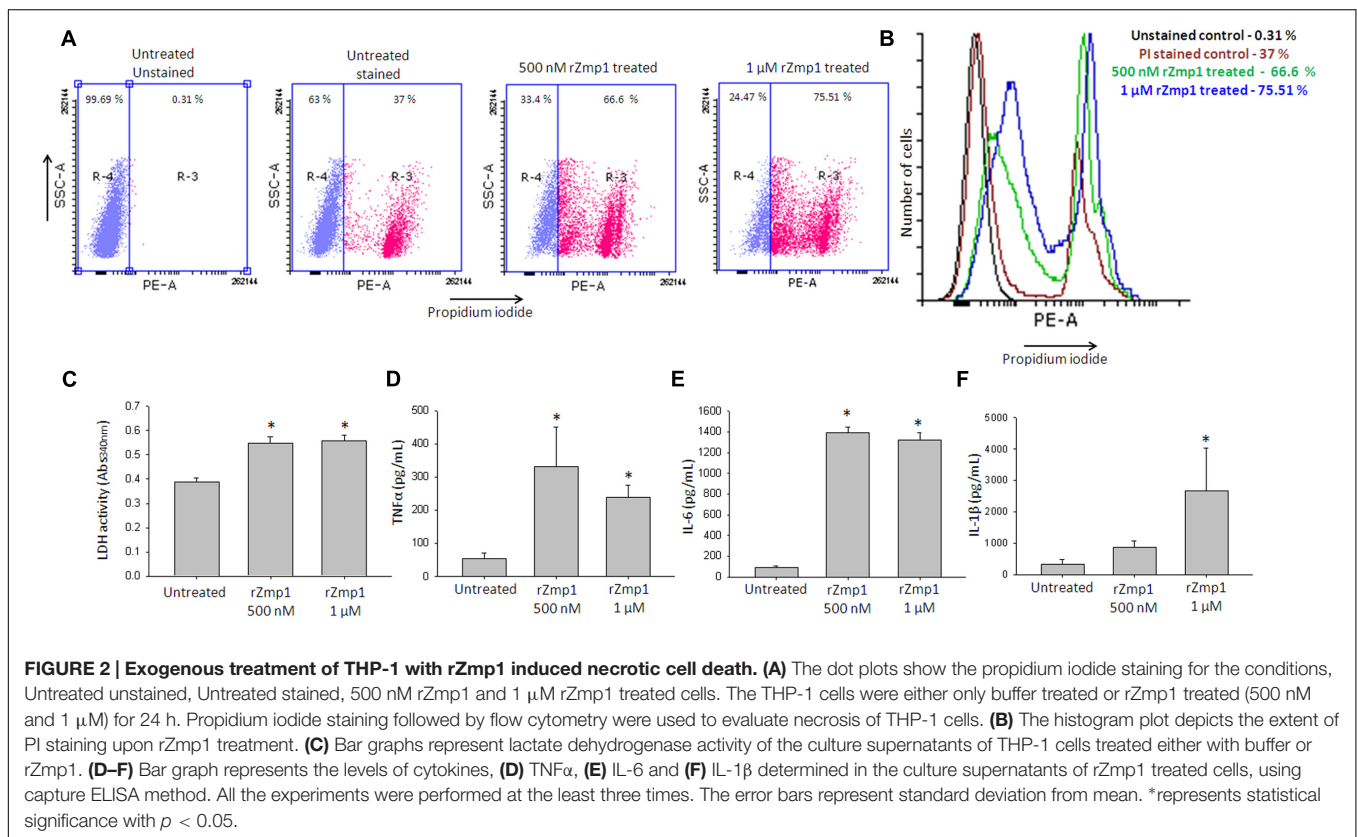 A
Untreated
Unstained
Untreated
stained
500 nM rZmp1 treated
1 µM rZmp1 treated
99.69 %
0.31 %
63 %
37 %
33.4 %
66.6 %
24.47 %
75.51 %
262144
262144
262144
262144
SSC-A
SSC-A
SSC-A
SSC-A
R-4
R-3
R-4
R-3
R-4
R-3
R-4
R-3
262144
262144
262144
262144
PE-A
PE-A
PE-A
PE-A
Propidium iodide
B
Unstained control - 0.31 %
PI stained control - 37 %
500 nM rZmp1 treated - 66.6 %
1 µM rZmp1 treated - 75.51 %
Number of cells
PE-A
Propidium iodide
C
LDH activity (Abs340nm)
0.7
0.6
0.5
0.4
0.3
0.2
0.1
0.0
*
*
Untreated
rZmp1
500 nM
rZmp1
1 µM
D
TNFα (pg/mL)
500
400
300
200
100
0
*
*
Untreated
rZmp1
500 nM
rZmp1
1 µM
E
IL-6 (pg/mL)
1600
1400
1200
1000
800
600
400
200
0
*
*
Untreated
rZmp1
500 nM
rZmp1
1 µM
F
IL-1β (pg/mL)
5000
4000
3000
2000
1000
0
*
Untreated
rZmp1
500 nM
rZmp1
1 µM
FIGURE 2 | Exogenous treatment of THP-1 with rZmp1 induced necrotic cell death. (A) The dot plots show the propidium iodide staining for the conditions,
Untreated unstained, Untreated stained, 500 nM rZmp1 and 1 µM rZmp1 treated cells. The THP-1 cells were either only buffer treated or rZmp1 treated (500 nM
and 1 µM) for 24 h. Propidium iodide staining followed by flow cytometry were used to evaluate necrosis of THP-1 cells. (B) The histogram plot depicts the extent of
PI staining upon rZmp1 treatment. (C) Bar graphs represent lactate dehydrogenase activity of the culture supernatants of THP-1 cells treated either with buffer or
rZmp1. (D–F) Bar graph represents the levels of cytokines, (D) TNFα, (E) IL-6 and (F) IL-1β determined in the culture supernatants of rZmp1 treated cells, using
capture ELISA method. All the experiments were performed at the least three times. The error bars represent standard deviation from mean. *represents statistical
significance with p < 0.05.